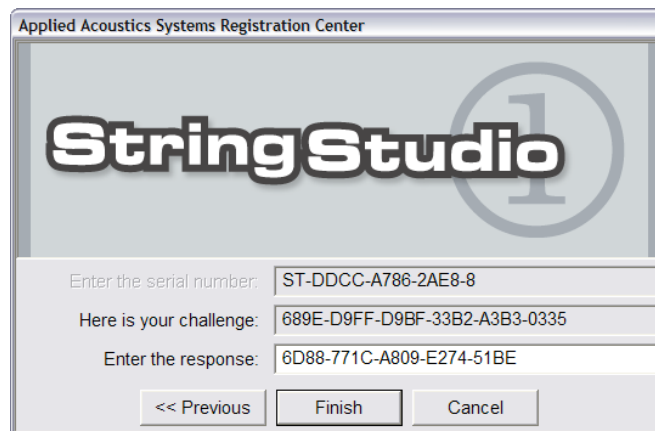 Applied Acoustics Systems Registration Center
1
StringStudio
Enter the serial number: ST-DDCC-A786-2AE8-8
Here is your challenge: 689E-D9FF-D9BF-33B2-A3B3-0335
Enter the response: 6D88-771C-A809-E274-51BE
<< Previous Finish Cancel